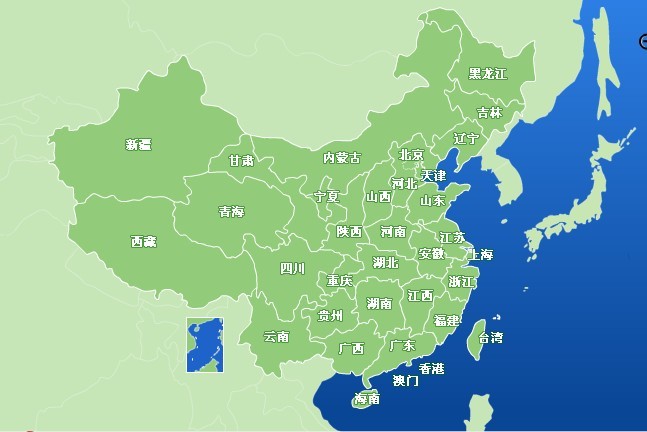 黑龙江
吉林
辽宁
新疆
甘肃
内蒙古
北京
天津
河北
宁夏
山西
山东
青海
陕西
河南
江苏
西藏
安徽
上海
四川
湖北
重庆
浙江
江西
湖南
贵州
福建
云南
台湾
广西
广东
香港
澳门
海南